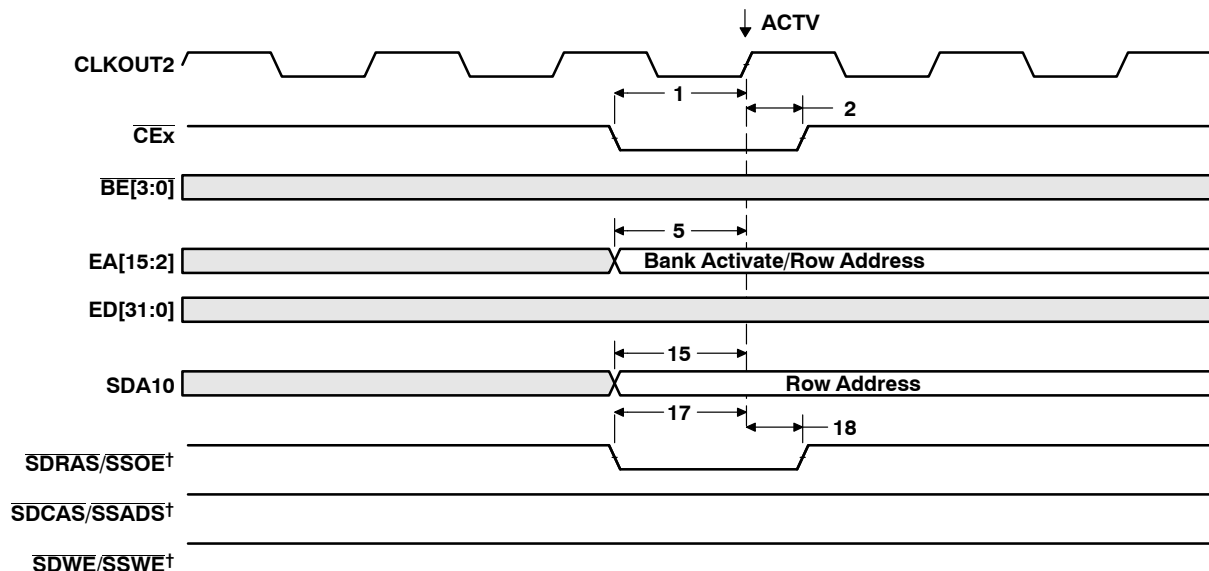 ACTV
CLKOUT2
1
2
CEx
BE[3:0]
5
EA[15:2]
Bank Activate/Row Address
ED[31:0]
15
SDA10
Row Address
17
18
SDRAS/SSOE†
SDCAS/SSADS†
SDWE/SSWE†